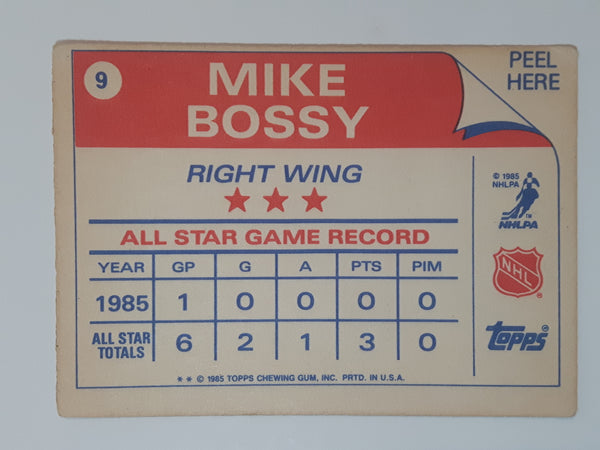 9
MIKE
BOSSY
PEEL
HERE
RIGHT WING
ALL STAR GAME RECORD
YEAR GP G A PTS PIM
1985 1 0 0 0 0
ALL STAR
TOTALS 6 2 1 3 0
** © 1985 TOPPS CHEWING GUM, INC. PRTD. IN U.S.A.
© 1985
NHLPA
TM
NHLPA
NHL
®
Topps®